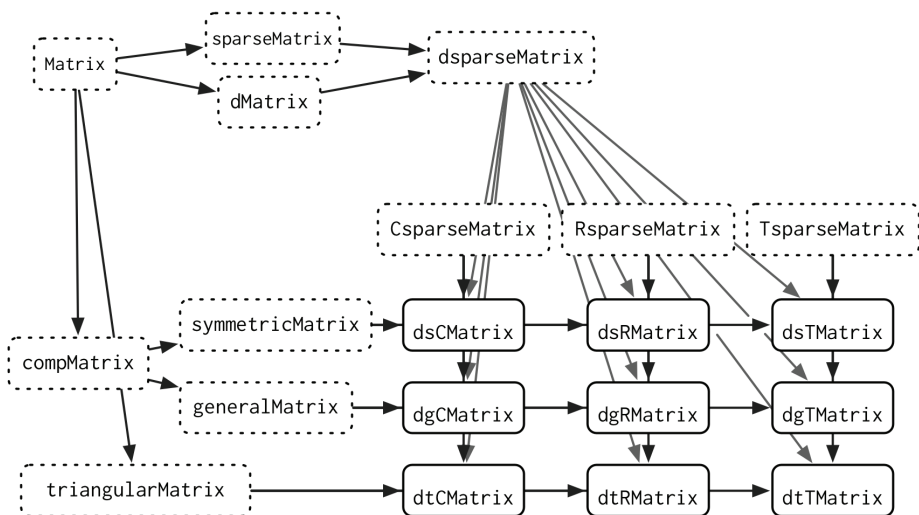 sparseMatrix
Matrix
dsparseMatrix
dMatrix
CsparseMatrix
RsparseMatrix
TsparseMatrix
symmetricMatrix
dsCMatrix
dsRMatrix
dsTMatrix
compMatrix
generalMatrix
dgCMatrix
dgRMatrix
dgTMatrix
triangularMatrix
dtCMatrix
dtRMatrix
dtTMatrix